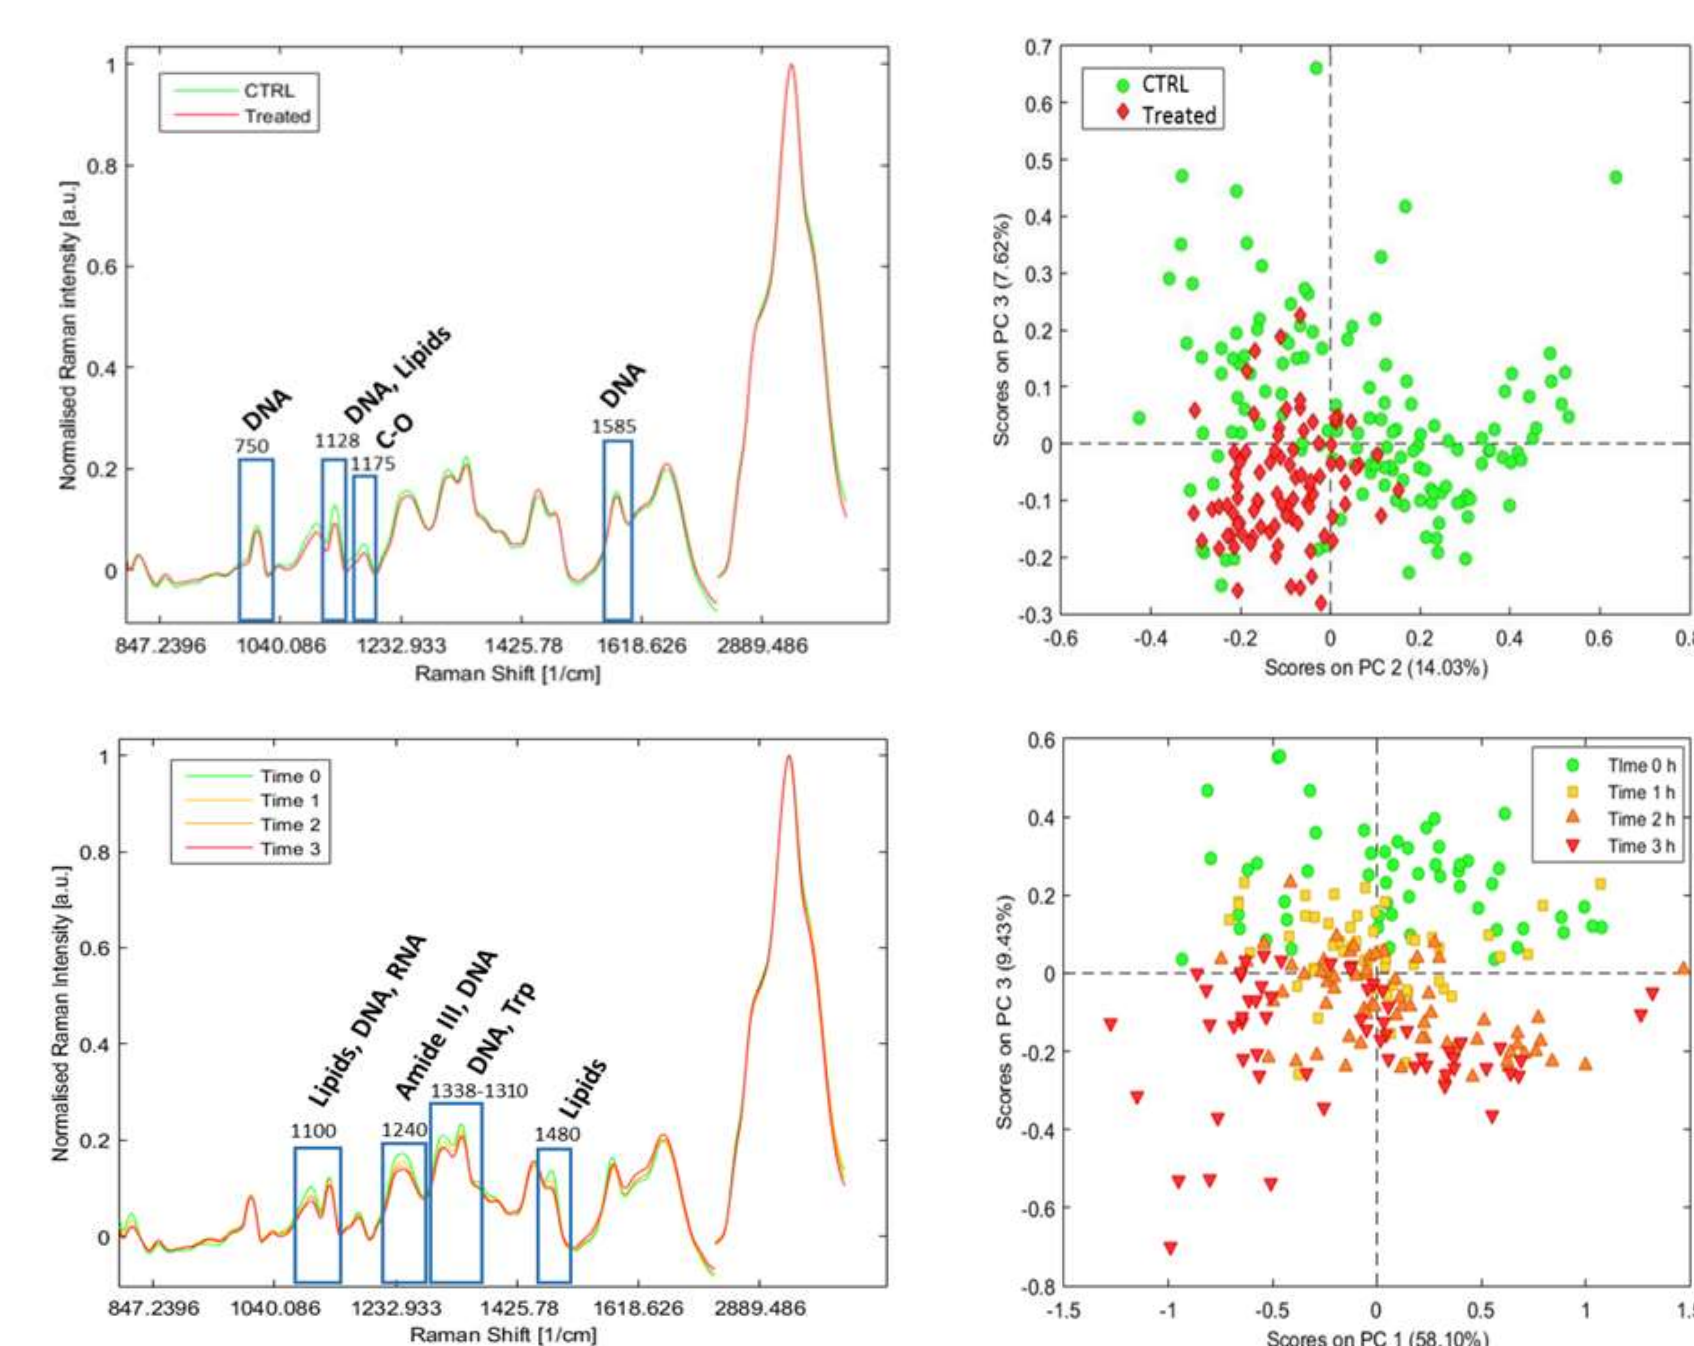 1
0.8
0.6
0.4
0.2
0
Normalised Raman intensity [a.u.]
CTRL
Treated
DNA
750
DNA, Lipids
1128
C-O
1175
DNA
1585
847.2396 1040.086 1232.933 1425.78 1618.626 2889.486
Raman Shift [1/cm]
0.7
0.6
0.5
0.4
0.3
0.2
0.1
0
-0.1
-0.2
-0.3
Scores on PC 3 (7.62%)
CTRL
Treated
-0.6 -0.4 -0.2 0 0.2 0.4 0.6
Scores on PC 2 (14.03%)
1
0.8
0.6
0.4
0.2
0
Normalised Raman Intensity [a.u.]
Time 0
Time 1
Time 2
Time 3
Lipids, DNA, RNA
1100
Amide III, DNA
1240
DNA, Trp
1338-1310
Lipids
1480
847.2396 1040.086 1232.933 1425.78 1618.626 2889.486
Raman Shift [1/cm]
0.6
0.4
0.2
0
-0.2
-0.4
-0.6
-0.8
Scores on PC 3 (9.43%)
TIme 0 h
Time 1 h
Time 2 h
Time 3 h
-1.5 -1 -0.5 0 0.5 1
Scores on PC 1 (58.10%)